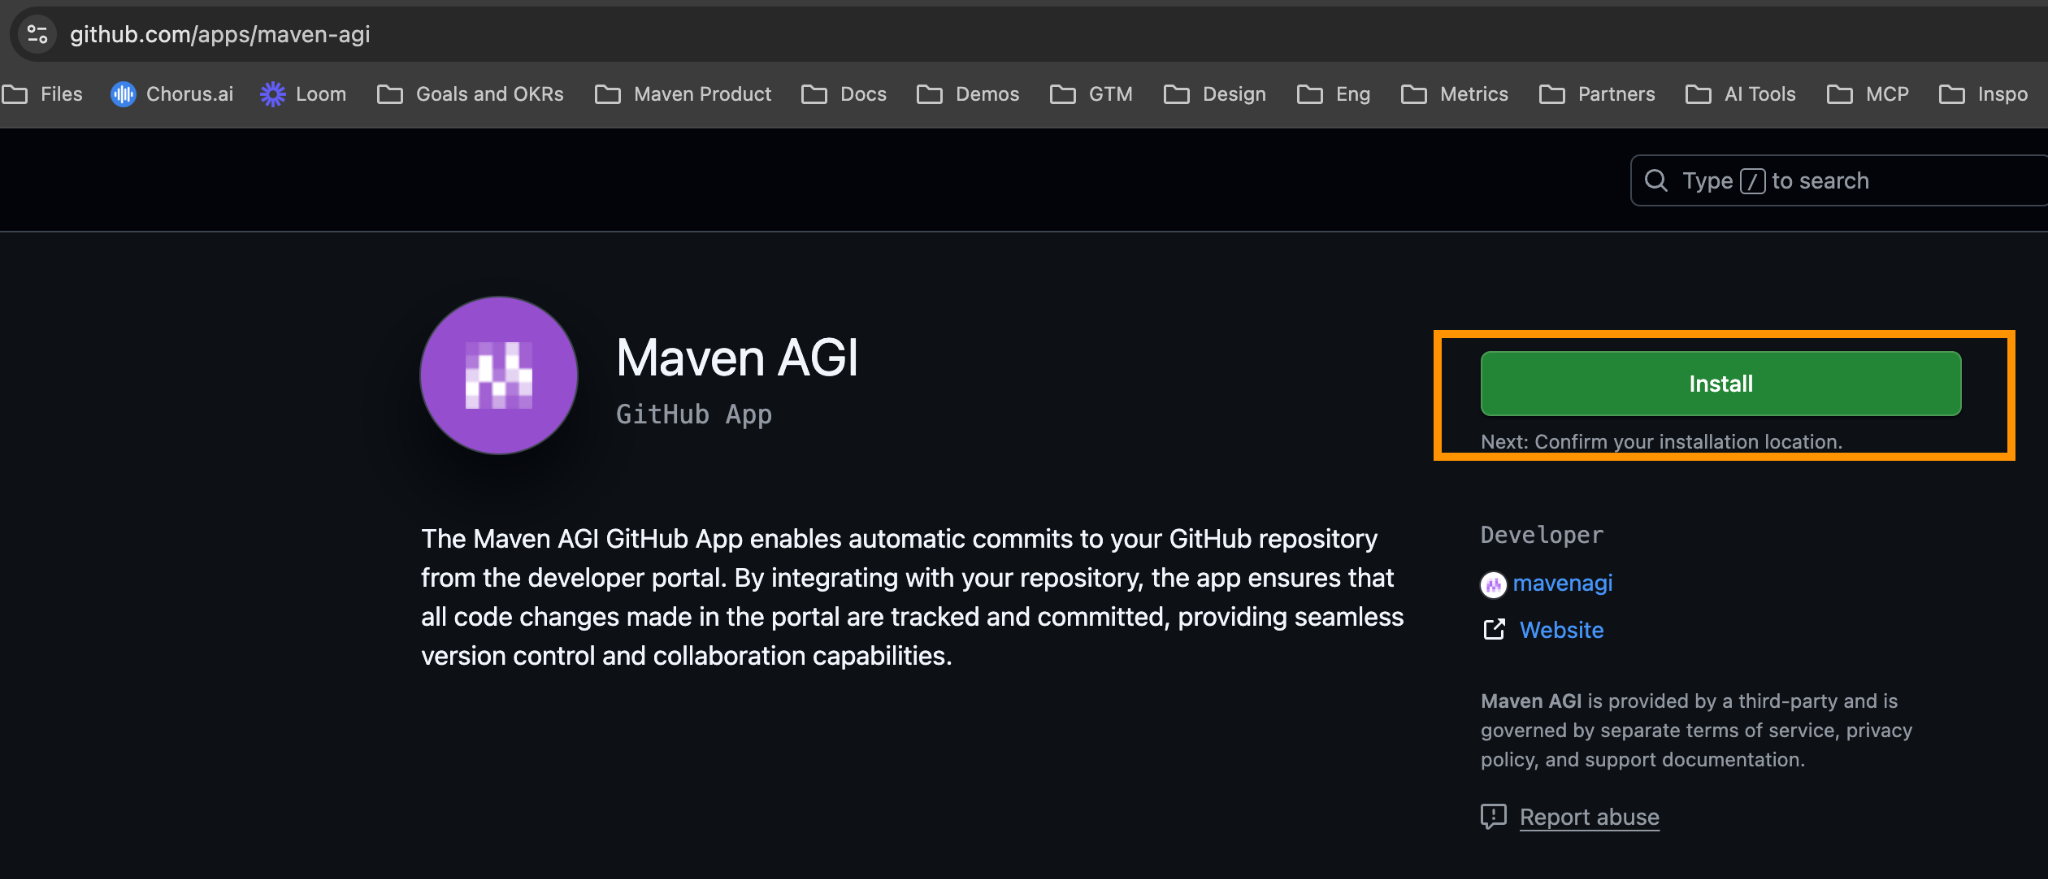 github.com/apps/maven-agi
Files Chorus.ai Loom Goals and OKRs Maven Product Docs Demos GTM Design Eng Metrics Partners AI Tools MCP Inspo
Type / to search
Maven AGI
GitHub App
Install
Next: Confirm your installation location.
The Maven AGI GitHub App enables automatic commits to your GitHub repository
from the developer portal. By integrating with your repository, the app ensures that
all code changes made in the portal are tracked and committed, providing seamless
version control and collaboration capabilities.
Developer
mavenagi
Website
Maven AGI is provided by a third-party and is
governed by separate terms of service, privacy
policy, and support documentation.
Report abuse